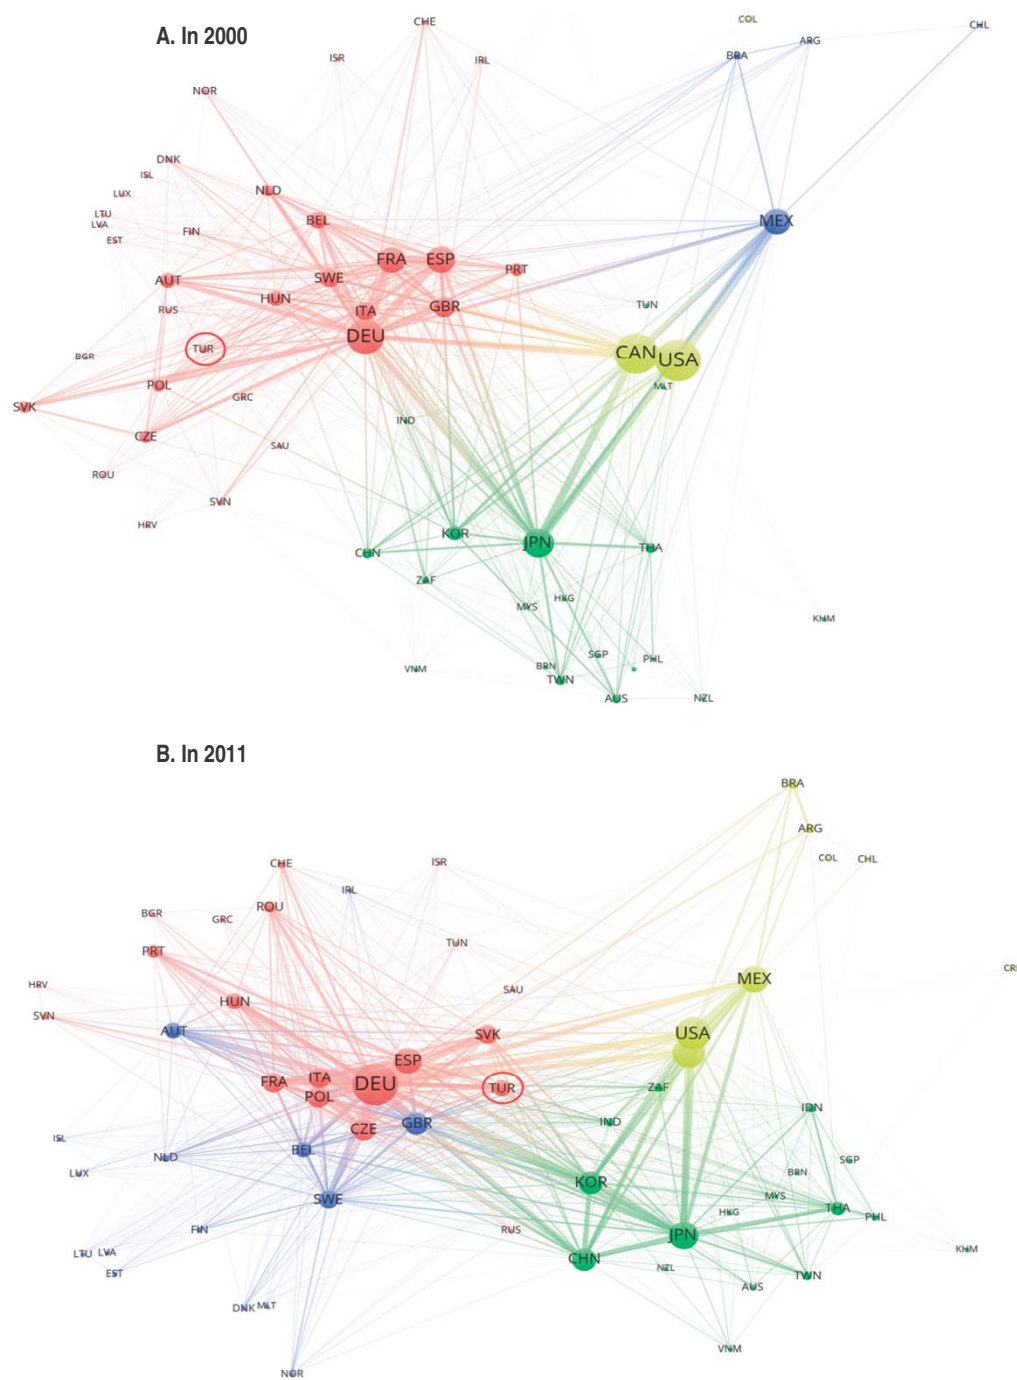 A. In 2000
CHE
COL
CHL
ARG
BRA
ISR
IRL
NOR
DNK
ISL
LUX
NLD
LTU
LVA
BEL
MEX
FIN
EST
FRA
ESP
PRT
AUT
SWE
HUN
RUS
ITA
GBR
TUN
DEU
TUR
CAN
USA
BGR
POL
MLT
GRC
SVK
IND
CZE
SAU
ROU
SVN
HRV
KOR
JPN
CHN
THA
ZAF
MYS
HKG
KHM
VNM
BRN
SGP
PHL
TWN
AUS
NZL
B. In 2011
BRA
ARG
COL
CHL
CHE
ISR
IRL
BGR
GRC
ROU
TUN
PRT
HRV
SVN
HUN
SAU
MEX
AUT
SVK
USA
ESP
FRA
ITA
DEU
TUR
POL
ZAF
CZE
GBR
IND
IDN
ISL
NLD
BEL
LUX
SWE
KOR
BRN
SGP
MYS
THA
HKG
PHL
FIN
RUS
JPN
LTU
LVA
EST
CHN
NZL
AUS
TWN
KHM
DNK
MLT
VNM
NOR